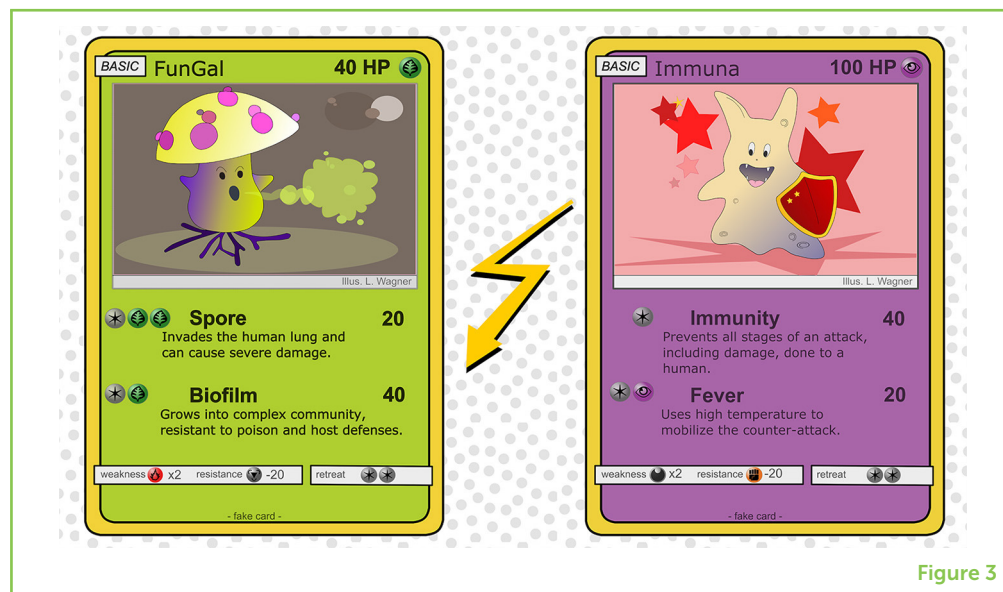 BASIC FunGal 40 HP
Illus. L. Wagner
Spore 20
Invades the human lung and
can cause severe damage.
Biofilm 40
Grows into complex community,
resistant to poison and host defenses.
weakness x2 resistance -20 retreat
- fake card -
BASIC Immuna 100 HP
Illus. L. Wagner
Immunity 40
Prevents all stages of an attack,
including damage, done to a
human.
Fever 20
Uses high temperature to
mobilize the counter-attack.
weakness x2 resistance -20 retreat
- fake card -
Figure 3